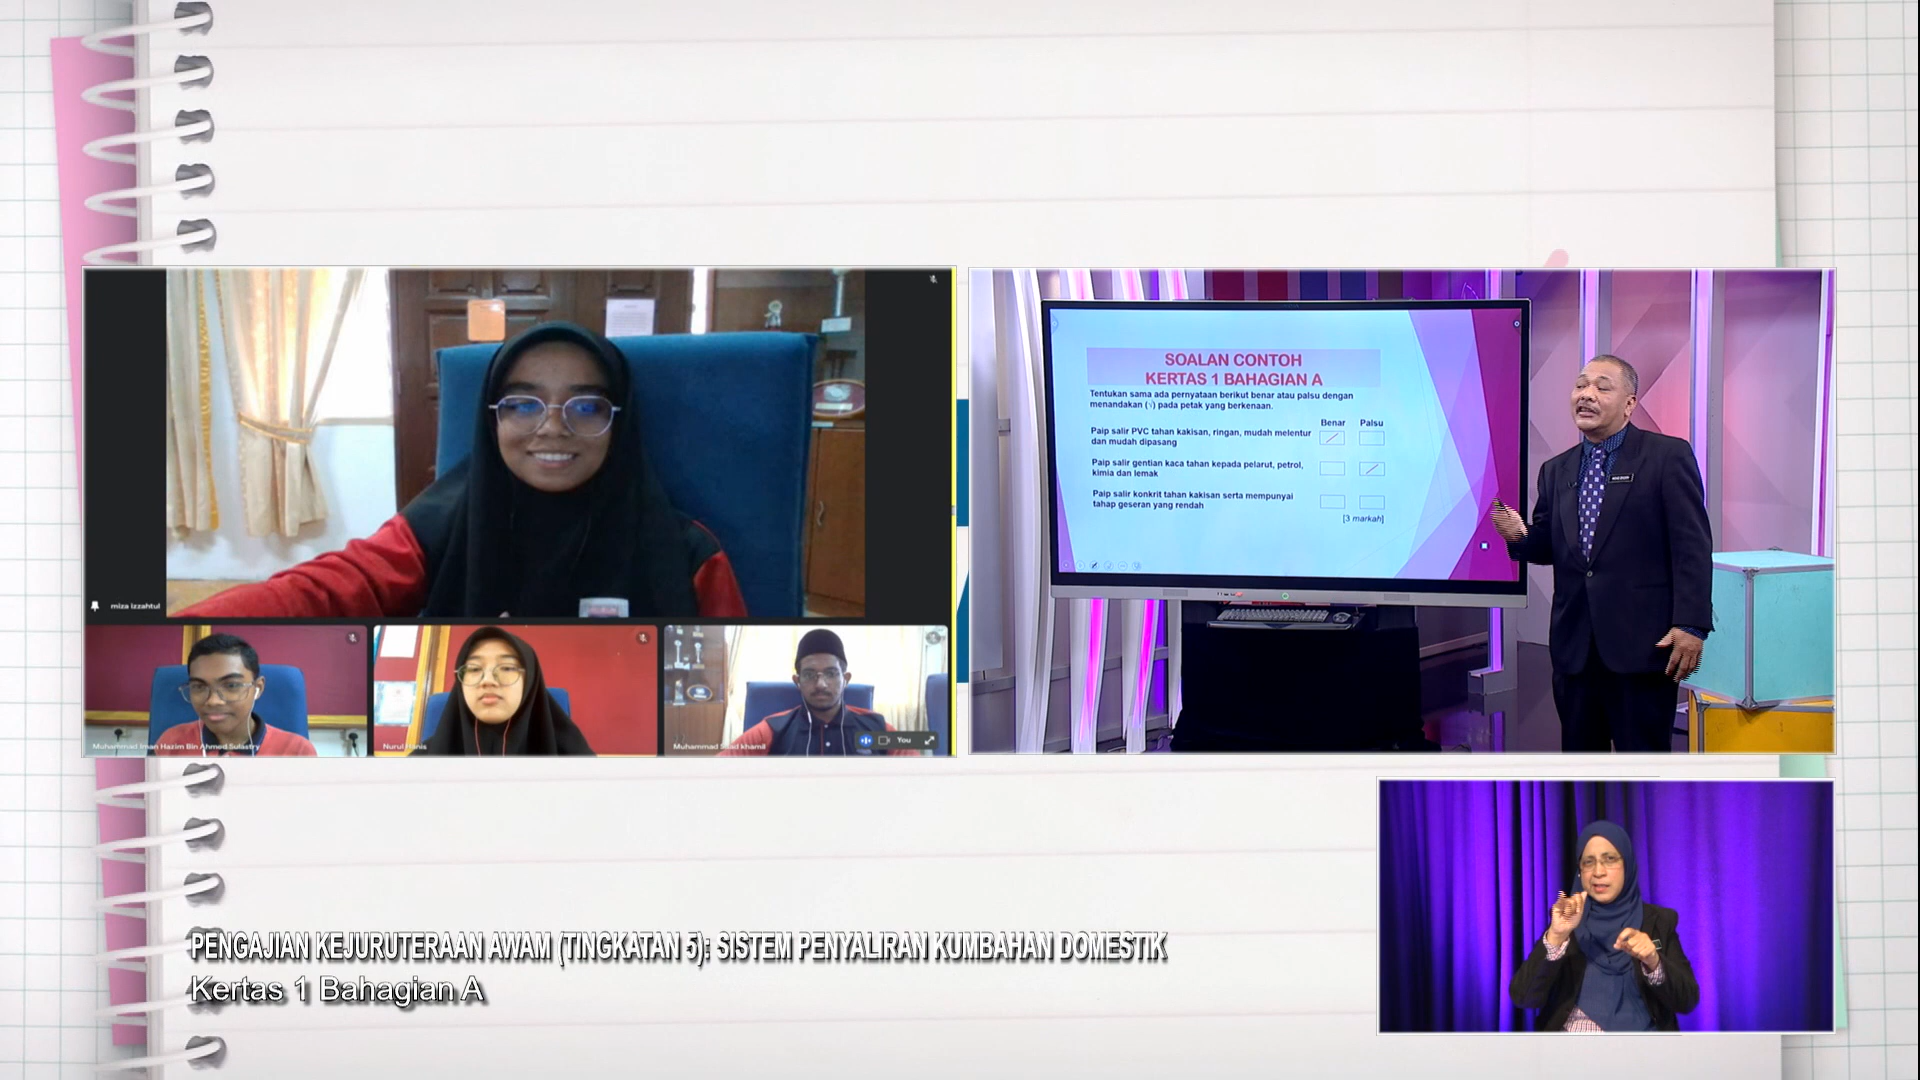 miza izzahtul
Muhammad Iman Hazim Bin Ahmed Sulastry
Nurul Hanis
Muhammad khamil
You
SOALAN CONTOH
KERTAS 1 BAHAGIAN A
Tentukan sama ada pernyataan berikut benar atau palsu dengan
menandakan (√) pada petak yang berkenaan.
Benar Palsu
Paip salir PVC tahan kakisan, ringan, mudah melentur
dan mudah dipasang
Paip salir gentian kaca tahan kepada pelarut, petrol,
kimia dan lemak
Paip salir konkrit tahan kakisan serta mempunyai
tahap geseran yang rendah
[3 markah]
PENGAJIAN KEJURUTERAAN AWAM (TINGKATAN 5): SISTEM PENYALIRAN KUMBAHAN DOMESTIK
Kertas 1 Bahagian A